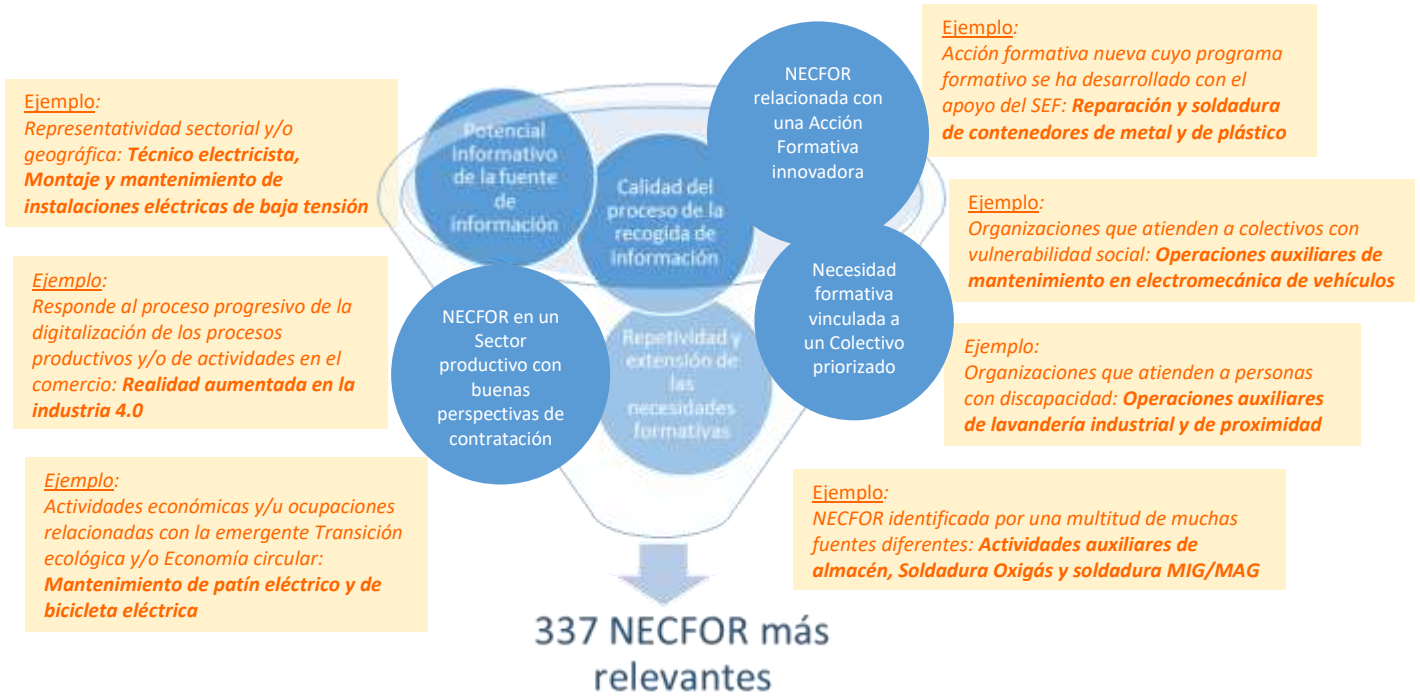 Ejemplo:
Representatividad sectorial y/o
geográfica: Técnico electricista,
Montaje y mantenimiento de
instalaciones eléctricas de baja tensión
Ejemplo:
Responde al proceso progresivo de la
digitalización de los procesos
productivos y/o de actividades en el
comercio: Realidad aumentada en la
industria 4.0
Ejemplo:
Actividades económicas y/u ocupaciones
relacionadas con la emergente Transición
ecológica y/o Economía circular:
Mantenimiento de patín eléctrico y de
bicicleta eléctrica
Potencial
informativo
de la fuente
de
información
Calidad del
proceso de la
recogida de
información
NECFOR
relacionada con
una Acción
Formativa
innovadora
NECFOR en un
Sector
productivo con
buenas
perspectivas de
contratación
Repetividad y
extensión de
las
necesidades
formativas
Necesidad
formativa
vinculada a
un Colectivo
priorizado
Ejemplo:
Acción formativa nueva cuyo programa
formativo se ha desarrollado con el
apoyo del SEF: Reparación y soldadura
de contenedores de metal y de plástico
Ejemplo:
Organizaciones que atienden a colectivos con
vulnerabilidad social: Operaciones auxiliares de
mantenimiento en electromecánica de vehículos
Ejemplo:
Organizaciones que atienden a personas
con discapacidad: Operaciones auxiliares
de lavandería industrial y de proximidad
Ejemplo:
NECFOR identificada por una multitud de muchas
fuentes diferentes: Actividades auxiliares de
almacén, Soldadura Oxigás y soldadura MIG/MAG
337 NECFOR más
relevantes